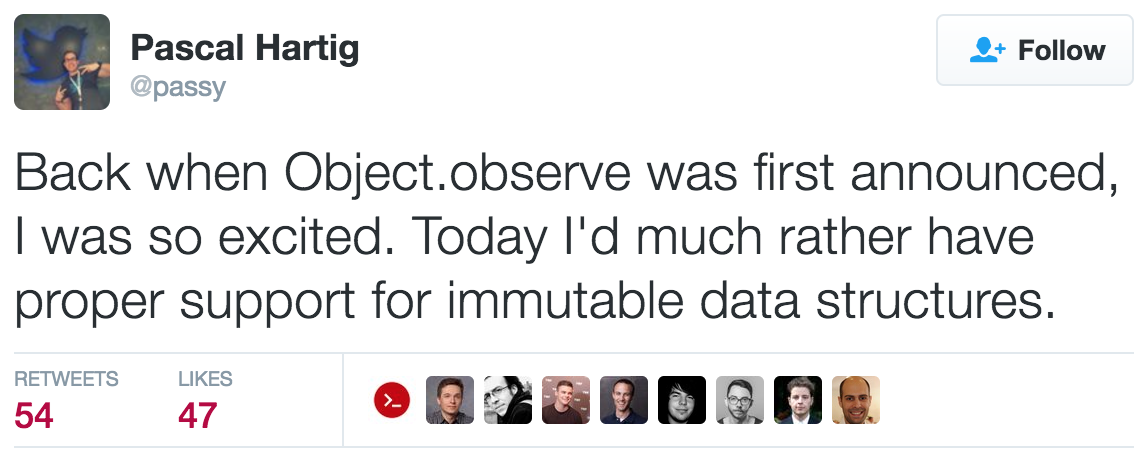 Pascal Hartig
@passy
Follow
Back when Object.observe was first announced,
I was so excited. Today I'd much rather have
proper support for immutable data structures.
RETWEETS LIKES
54 47